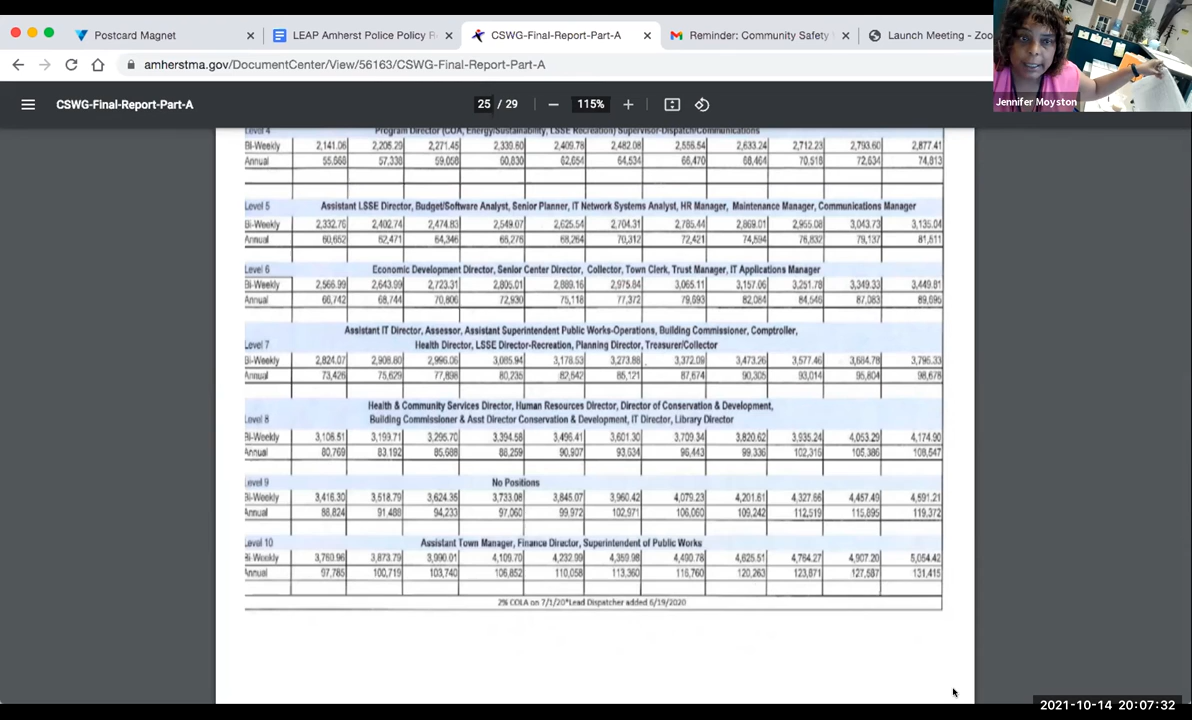 Postcard Magnet
LEAP Amherst Police Policy R
CSWG-Final-Report-Part-A
Reminder: Community Safety
Launch Meeting - Zoo
amherstma.gov/DocumentCenter/View/56163/CSWG-Final-Report-Part-A
Jennifer Moyston
CSWG-Final-Report-Part-A
25 / 29
115%
Level 4 Program Director (COA, Energy/Sustainability, LSSE Recreation) Supervisor-Dispatch/Communications
Bi-Weekly 2,141.06 2,205.29 2,271.45 2,339.60 2,409.78 2,482.08 2,556.54 2,633.24 2,712.23 2,793.60 2,877.41
Annual 55,668 57,338 59,058 60,830 62,654 64,534 66,470 68,464 70,518 72,634 74,813
Level 5 Assistant LSSE Director, Budget/Software Analyst, Senior Planner, IT Network Systems Analyst, HR Manager, Maintenance Manager, Communications Manager
Bi-Weekly 2,332.76 2,402.74 2,474.83 2,549.07 2,625.54 2,704.31 2,785.44 2,869.01 2,955.08 3,043.73 3,135.04
Annual 60,652 62,471 64,346 66,276 68,264 70,312 72,421 74,594 76,832 79,137 81,511
Level 6 Economic Development Director, Senior Center Director, Collector, Town Clerk, Trust Manager, IT Applications Manager
Bi-Weekly 2,566.99 2,643.99 2,723.31 2,805.01 2,889.16 2,975.84 3,065.11 3,157.06 3,251.78 3,349.33 3,449.81
Annual 66,742 68,744 70,806 72,930 75,118 77,372 79,693 82,084 84,546 87,083 89,695
Assistant IT Director, Assessor, Assistant Superintendent Public Works-Operations, Building Commissioner, Comptroller,
Level 7 Health Director, LSSE Director-Recreation, Planning Director, Treasurer/Collector
Bi-Weekly 2,824.07 2,908.80 2,996.06 3,085.94 3,178.53 3,273.88 3,372.09 3,473.26 3,577.46 3,684.78 3,795.33
Annual 73,426 75,629 77,898 80,235 82,642 85,121 87,674 90,305 93,014 95,804 98,678
Health & Community Services Director, Human Resources Director, Director of Conservation & Development,
Level 8 Building Commissioner & Asst Director Conservation & Development, IT Director, Library Director
Bi-Weekly 3,106.51 3,199.71 3,295.70 3,394.58 3,496.41 3,601.30 3,709.34 3,820.62 3,935.24 4,053.29 4,174.90
Annual 80,769 83,192 85,688 88,259 90,907 93,634 96,443 99,336 102,316 105,386 108,547
Level 9 No Positions
Bi-Weekly 3,416.30 3,518.79 3,624.35 3,733.08 3,845.07 3,960.42 4,079.23 4,201.61 4,327.66 4,457.49 4,591.21
Annual 88,824 91,488 94,233 97,060 99,972 102,971 106,060 109,242 112,519 115,895 119,372
Level 10 Assistant Town Manager, Finance Director, Superintendent of Public Works
Bi-Weekly 3,760.96 3,873.79 3,990.01 4,109.70 4,232.99 4,359.98 4,490.78 4,625.51 4,764.27 4,907.20 5,054.42
Annual 97,785 100,719 103,740 106,852 110,058 113,360 116,760 120,263 123,871 127,587 131,415
2% COLA on 7/1/20*Lead Dispatcher added 6/19/2020
2021-10-14 20:07:32